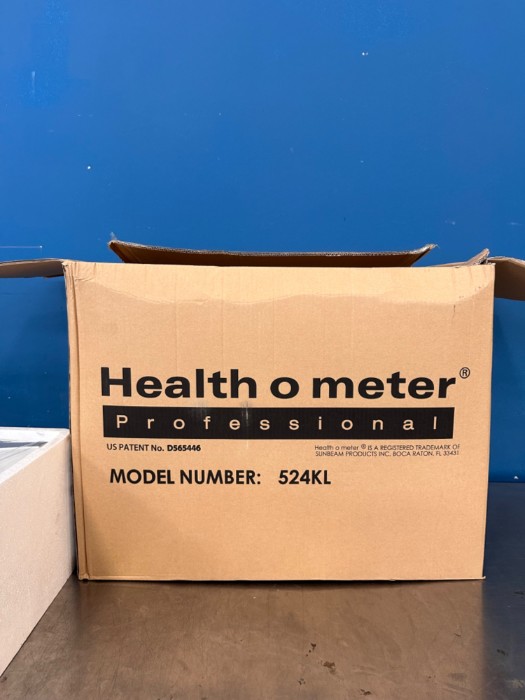 Health o meter®
Professional
US PATENT No. D565446
Health o meter ® IS A REGISTERED TRADEMARK OF
SUNBEAM PRODUCTS INC. BOCA RATON, FL 33431
MODEL NUMBER: 524KL